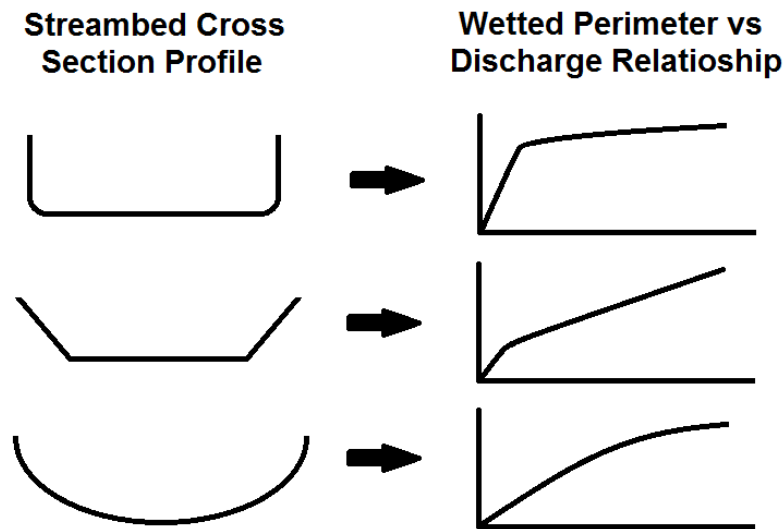 Streambed Cross
Section Profile
Wetted Perimeter vs
Discharge Relatioship